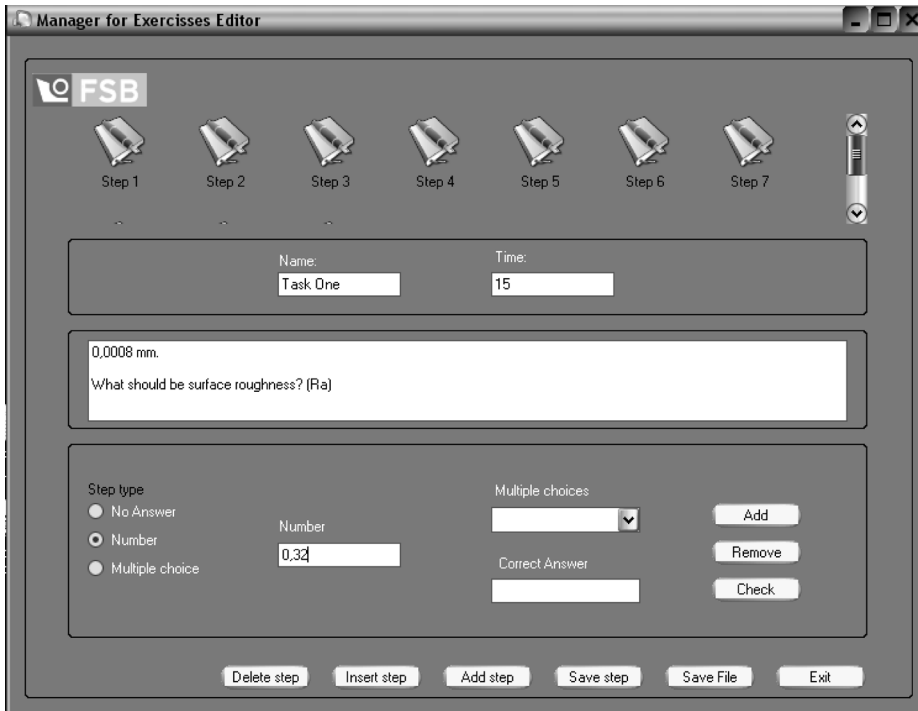 Manager for Exercisses Editor
FSB
Step 1 Step 2 Step 3 Step 4 Step 5 Step 6 Step 7
Name: Time:
Task One 15
0,0008 mm.
What should be surface roughness? (Ra)
Step type
No Answer
Number
Multiple choice
Number
0,32
Multiple choices
Correct Answer
Add
Remove
Check
Delete step Insert step Add step Save step Save File Exit